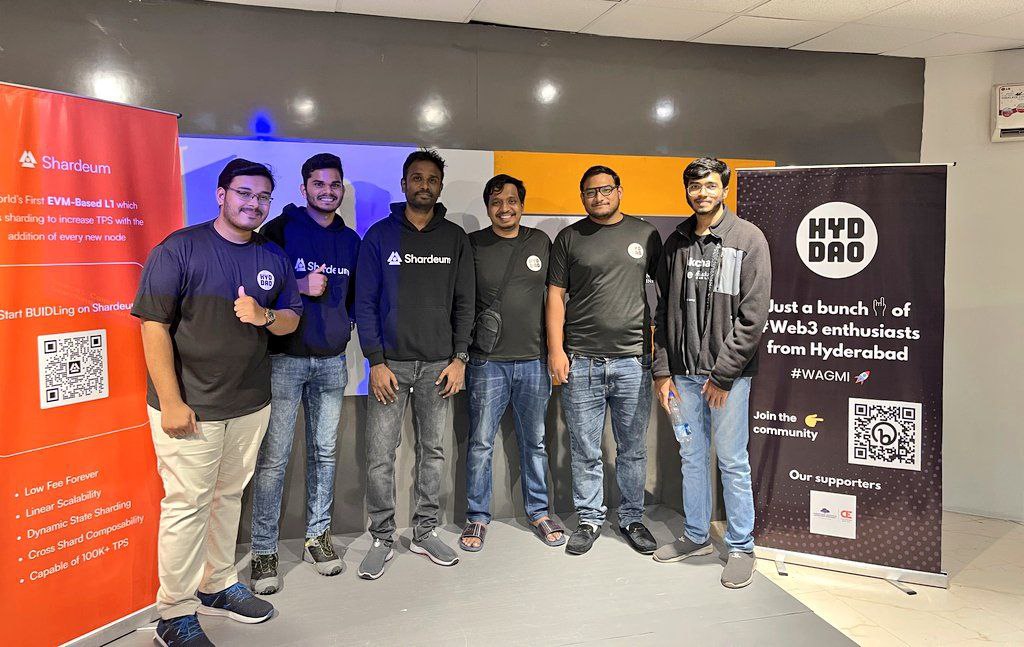 Shardeum
World's First EVM-Based L1 which
sharding to increase TPS with the
addition of every new node
Start BUIDLing on Shardeum
• Low Fee Forever
• Linear Scalability
• Dynamic State Sharding
• Cross Shard Composability
• Capable of 100K+ TPS
HYD
DAO
Shardeum
Shardeum
HYD
DAO
Just a bunch of
#Web3 enthusiasts
from Hyderabad
#WAGMI 🚀
Join the 👉
community
Our supporters